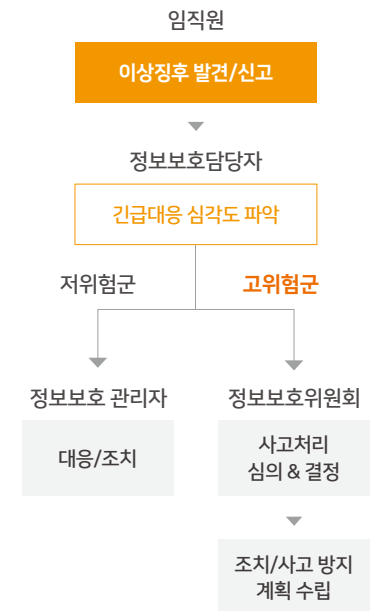 임직원
이상징후 발견/신고
정보보호담당자
긴급대응 심각도 파악
저위험군
고위험군
정보보호 관리자
정보보호위원회
대응/조치
사고처리
심의 & 결정
조치/사고 방지
계획 수립